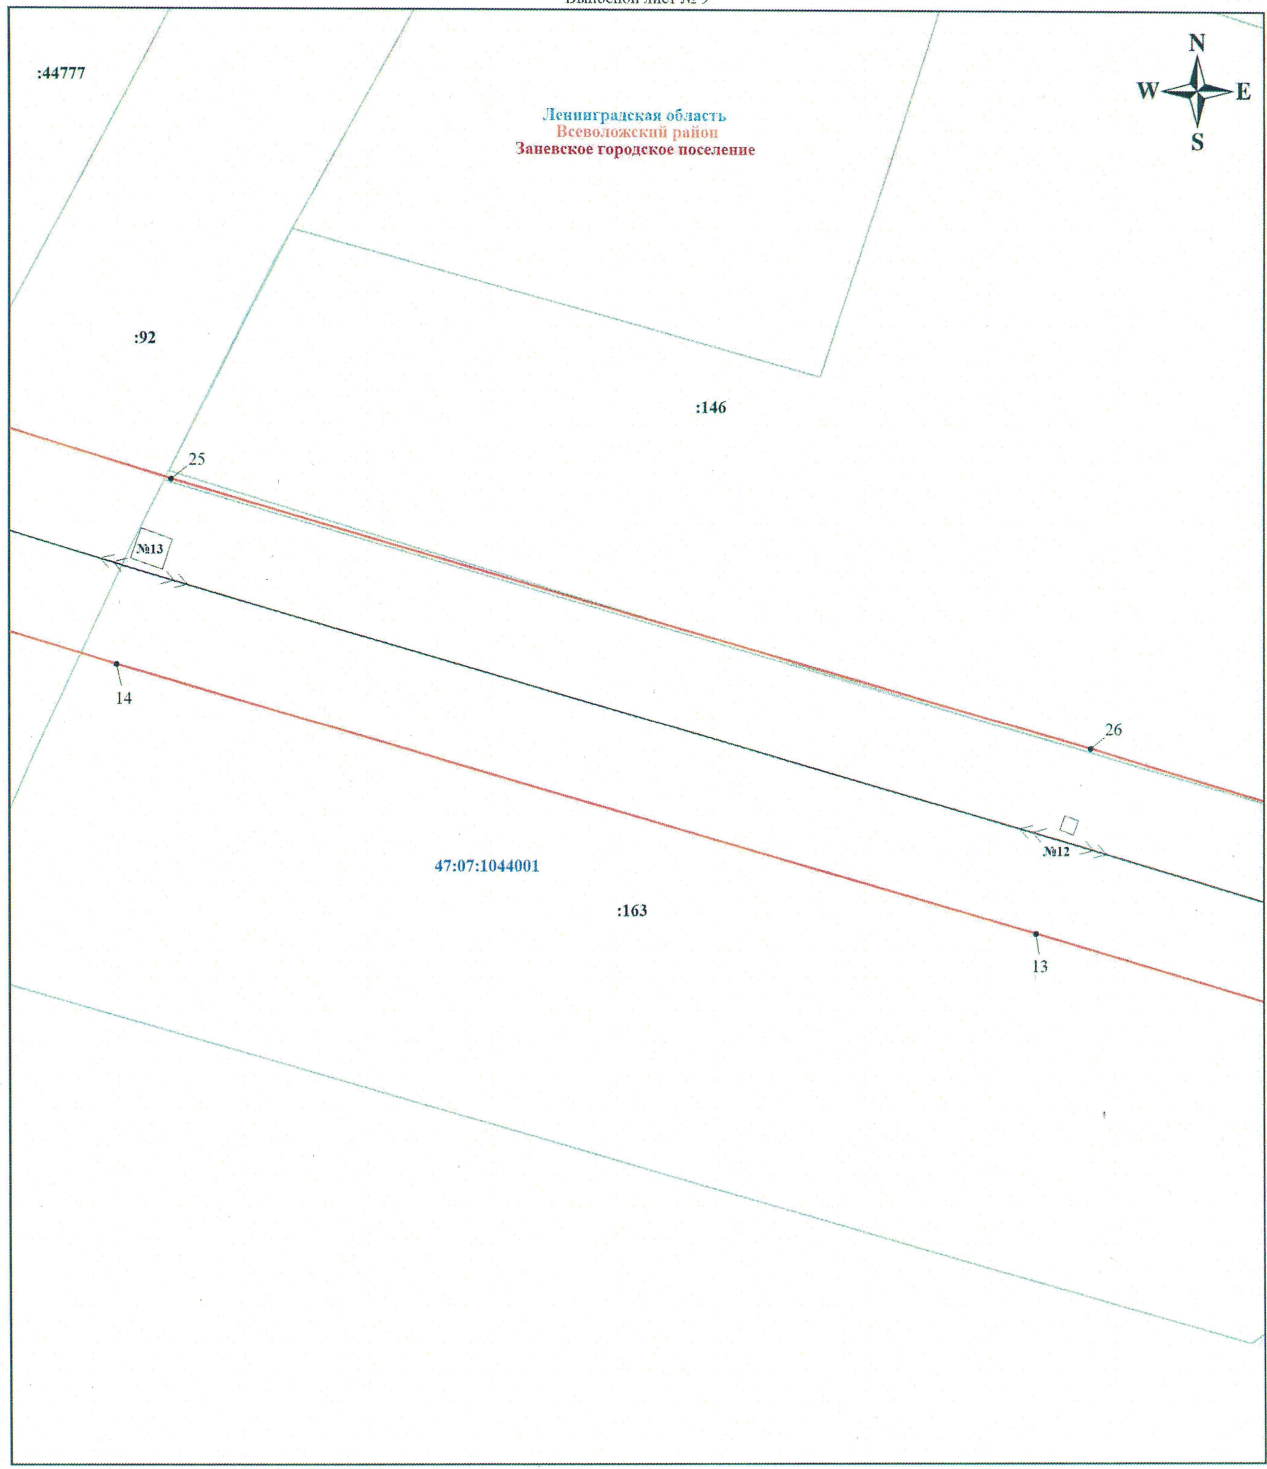 N
:44777
W E
Ленинградская область
Всеволожский район
S
Заневское городское поселение
:92
:146
25
№13
14
26
№12
47:07:1044001
:163
13